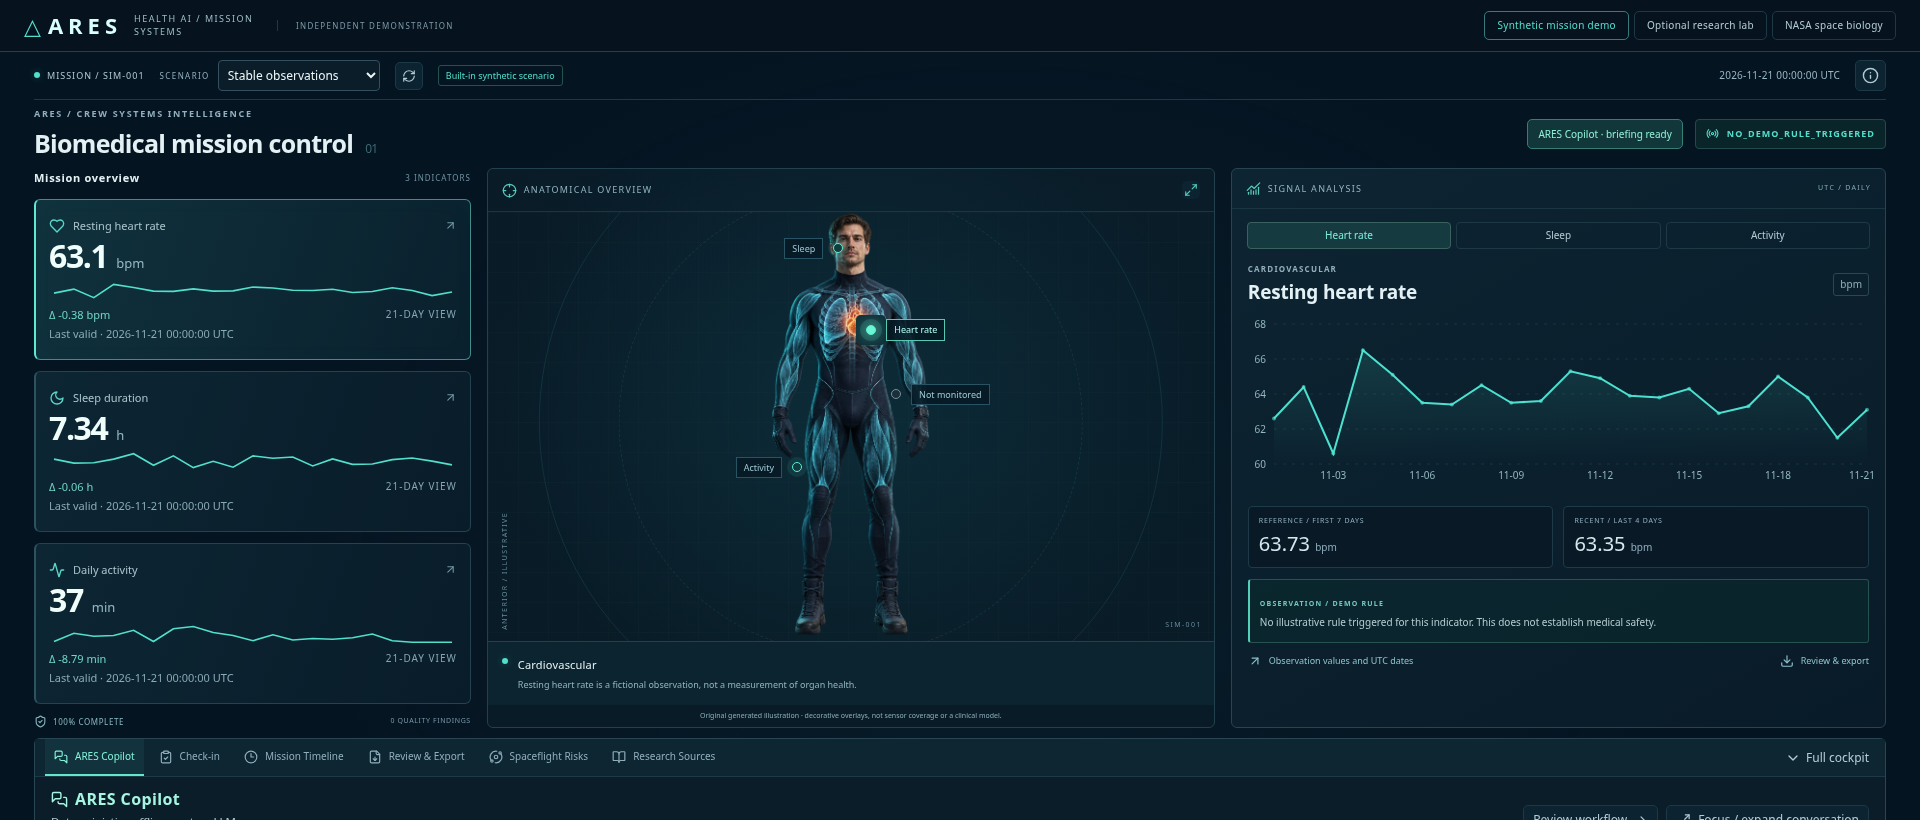 ARES
HEALTH AI / MISSION
SYSTEMS
INDEPENDENT DEMONSTRATION
Synthetic mission demo
Optional research lab
NASA space biology
MISSION / SIM-001
SCENARIO
Stable observations
Built-in synthetic scenario
2026-11-21 00:00:00 UTC
ARES / CREW SYSTEMS INTELLIGENCE
Biomedical mission control 01
ARES Copilot · briefing ready
NO_DEMO_RULE_TRIGGERED
Mission overview
3 INDICATORS
Resting heart rate
63.1 bpm
Δ -0.38 bpm
21-DAY VIEW
Last valid · 2026-11-21 00:00:00 UTC
Sleep duration
7.34 h
Δ -0.06 h
21-DAY VIEW
Last valid · 2026-11-21 00:00:00 UTC
Daily activity
37 min
Δ -8.79 min
21-DAY VIEW
Last valid · 2026-11-21 00:00:00 UTC
100% COMPLETE
0 QUALITY FINDINGS
ANATOMICAL OVERVIEW
Sleep
Heart rate
Not monitored
Activity
ANTERIOR / ILLUSTRATIVE
SIM-001
Cardiovascular
Resting heart rate is a fictional observation, not a measurement of organ health.
Original generated illustration · decorative overlays, not sensor coverage or a clinical model.
SIGNAL ANALYSIS
UTC / DAILY
Heart rate
Sleep
Activity
CARDIOVASCULAR
Resting heart rate
bpm
68
66
64
62
60
11-03
11-06
11-09
11-12
11-15
11-18
11-21
REFERENCE / FIRST 7 DAYS
63.73 bpm
RECENT / LAST 4 DAYS
63.35 bpm
OBSERVATION / DEMO RULE
No illustrative rule triggered for this indicator. This does not establish medical safety.
Observation values and UTC dates
Review & export
ARES Copilot
Check-in
Mission Timeline
Review & Export
Spaceflight Risks
Research Sources
Full cockpit
ARES Copilot
Review workflow
Focus / expand conversation